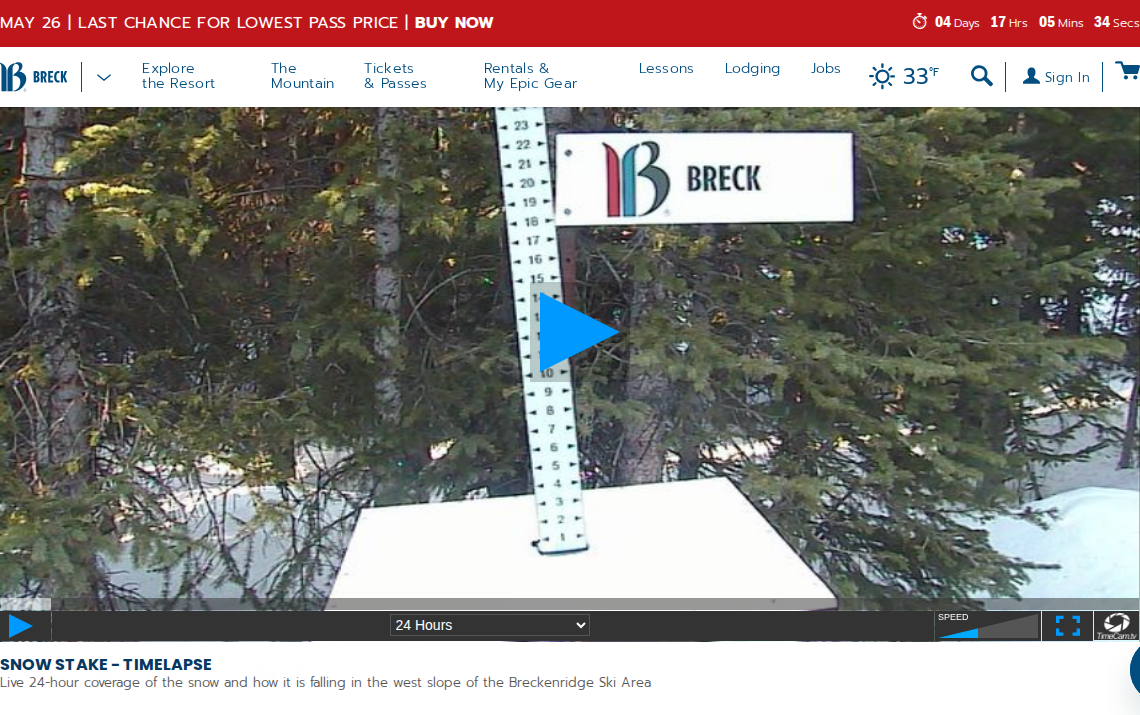 MAY 26 | LAST CHANCE FOR LOWEST PASS PRICE | BUY NOW
04 Days 17 Hrs 05 Mins 34 Secs
BRECK
Explore
the Resort
The
Mountain
Tickets
& Passes
Rentals &
My Epic Gear
Lessons
Lodging
Jobs
33°F
Sign In
23
22
21
20
19
18
17
16
15
10
9
8
7
6
5
4
3
2
1
BRECK
24 Hours
SPEED
TimeCam.tv
SNOW STAKE - TIMELAPSE
Live 24-hour coverage of the snow and how it is falling in the west slope of the Breckenridge Ski Area